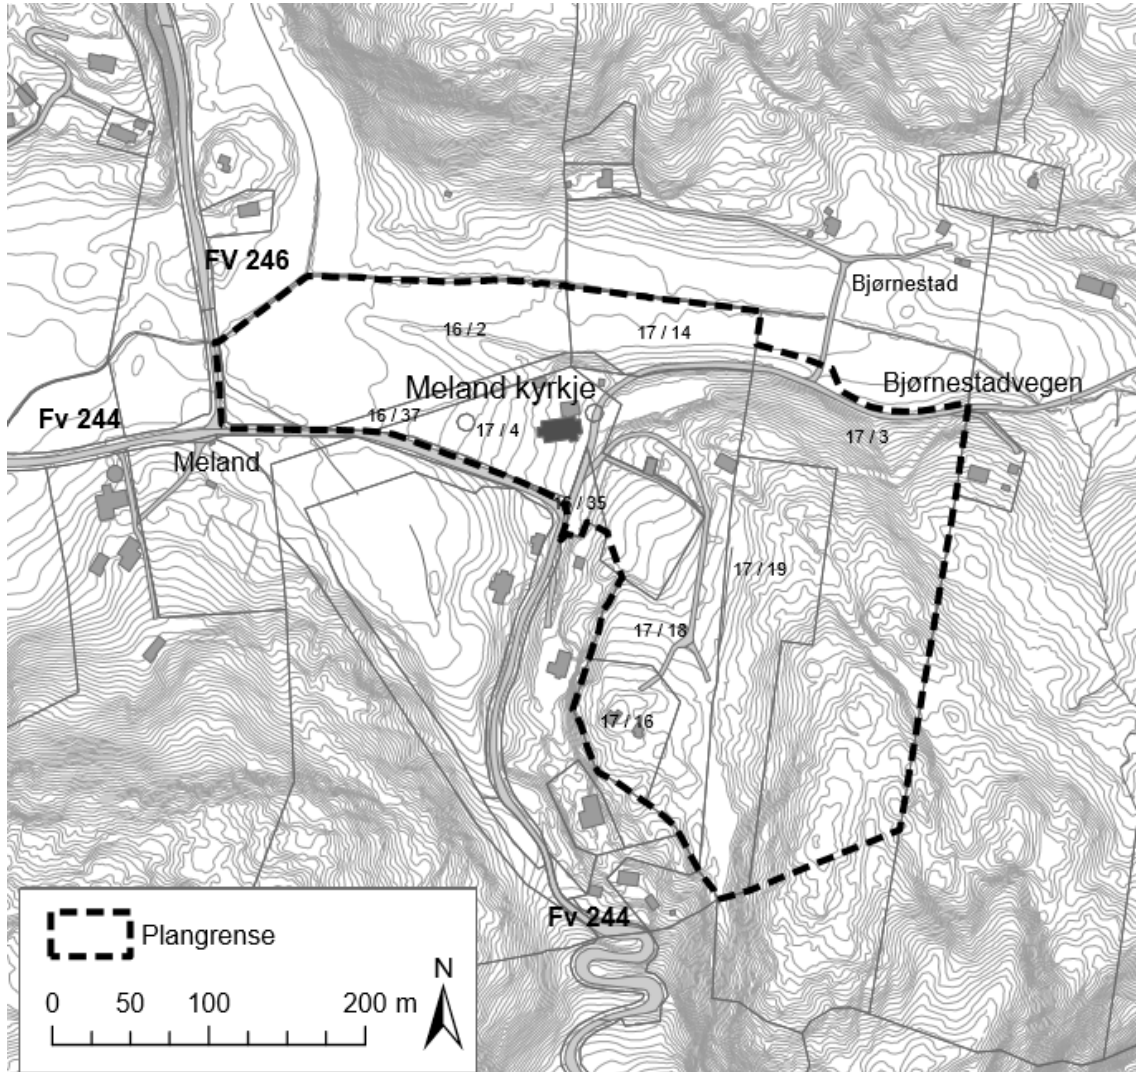 FV 246
Bjørnestad
16 / 2
17 / 14
Meland kyrkje
Bjørnestadvegen
Fv 244
16 / 37
17 / 4
17 / 3
Meland
/ 35
17 / 19
17 / 18
17 / 16
Fv 244
Plangrense
N
0 50 100 200 m